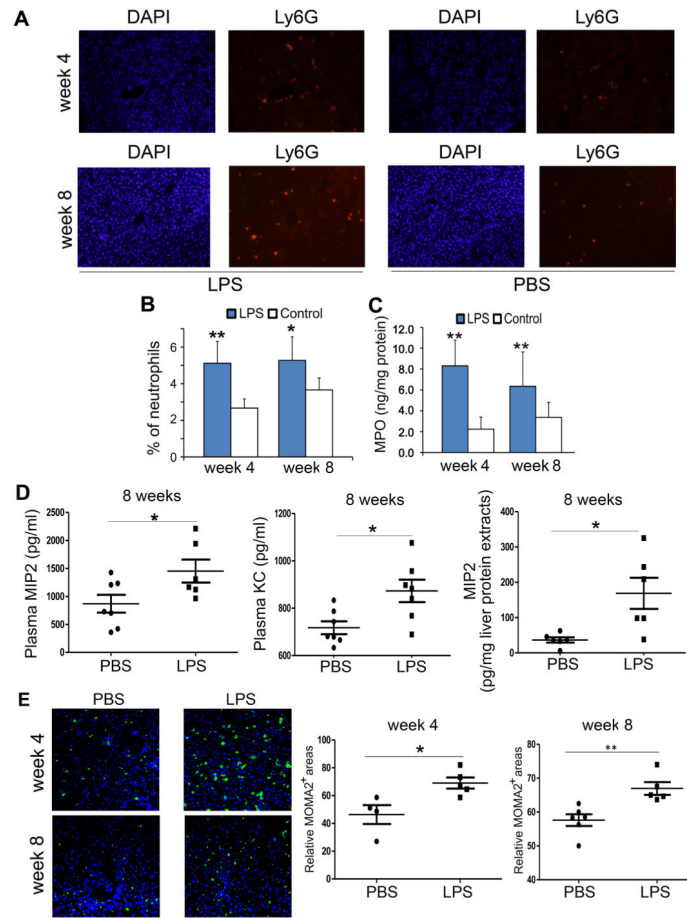 A
DAPI Ly6G DAPI Ly6G
week 4
DAPI Ly6G DAPI Ly6G
week 8
LPS PBS
B
LPS Control
% of neutrophils
6
4
2
0
** *
week 4 week 8
C
LPS Control
MPO (ng/mg protein)
12.0
10.0
8.0
6.0
4.0
2.0
0.0
** **
week 4 week 8
D
8 weeks
Plasma MIP2 (pg/ml)
2500
2000
1500
1000
500
0
*
PBS LPS
8 weeks
Plasma KC (pg/ml)
1200
1000
800
600
*
PBS LPS
8 weeks
MIP2
(pg/mg liver protein extracts)
400
300
200
100
0
*
PBS LPS
E
PBS LPS
week 4
week 8
week 4
Relative MOMA2+ areas
100
80
60
40
20
0
*
PBS LPS
week 8
Relative MOMA2+ areas
80
70
60
50
40
**
PBS LPS